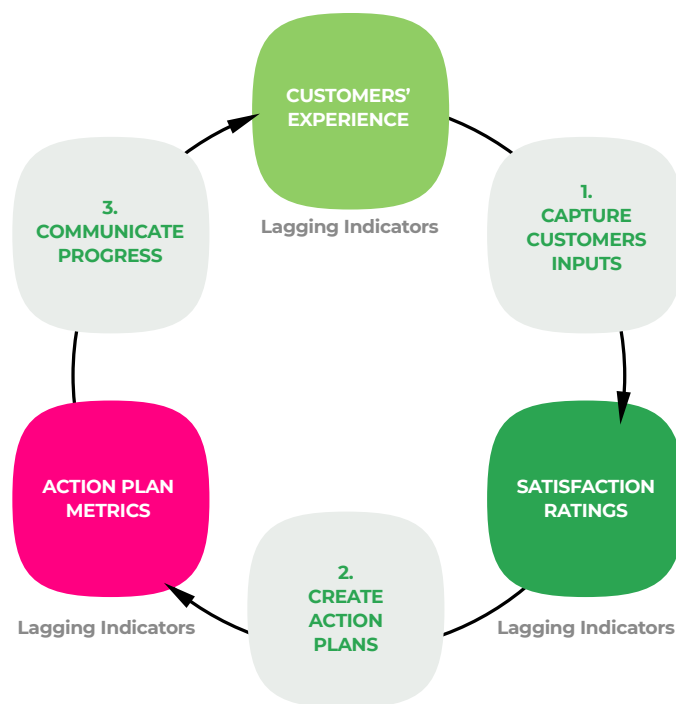 CUSTOMERS’
EXPERIENCE
Lagging Indicators
1.
CAPTURE
CUSTOMERS
INPUTS
SATISFACTION
RATINGS
Lagging Indicators
2.
CREATE
ACTION
PLANS
ACTION PLAN
METRICS
Lagging Indicators
3.
COMMUNICATE
PROGRESS